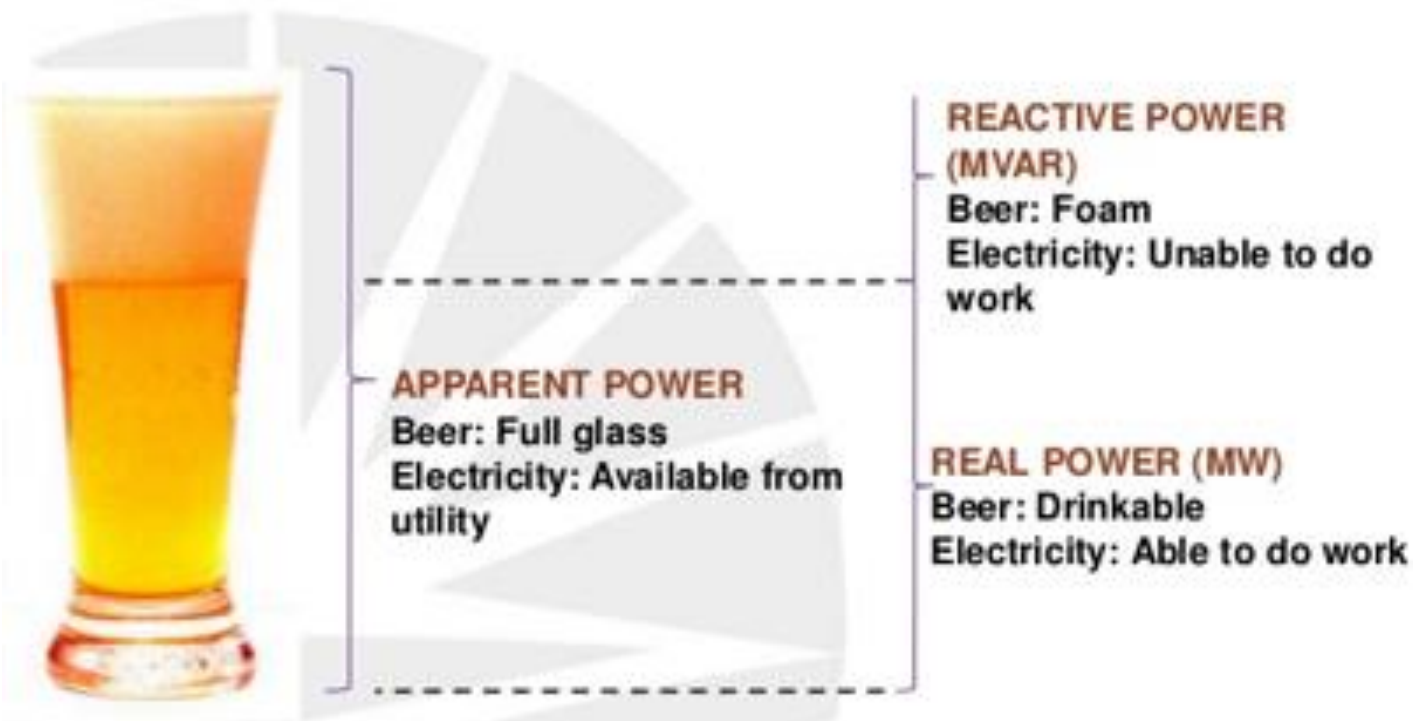 REACTIVE POWER
(MVAR)
Beer: Foam
Electricity: Unable to do
work
APPARENT POWER
Beer: Full glass
Electricity: Available from
utility
REAL POWER (MW)
Beer: Drinkable
Electricity: Able to do work